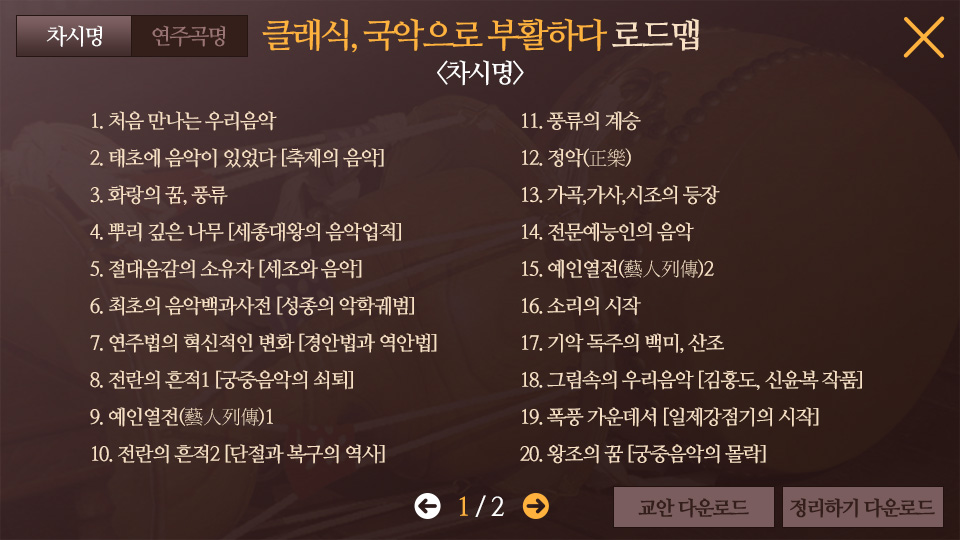 차시명 연주곡명
클래식, 국악으로 부활하다 로드맵
<차시명>
1. 처음 만나는 우리음악
2. 태초에 음악이 있었다 [축제의 음악]
3. 화랑의 꿈, 풍류
4. 뿌리 깊은 나무 [세종대왕의 음악업적]
5. 절대음감의 소유자 [세조와 음악]
6. 최초의 음악백과사전 [성종의 악학궤범]
7. 연주법의 혁신적인 변화 [경안법과 역안법]
8. 전란의 흔적1 [궁중음악의 쇠퇴]
9. 예인열전(藝人列傳)1
10. 전란의 흔적2 [단절과 복구의 역사]
11. 풍류의 계승
12. 정악(正樂)
13. 가곡,가사,시조의 등장
14. 전문예능인의 음악
15. 예인열전(藝人列傳)2
16. 소리의 시작
17. 기악 독주의 백미, 산조
18. 그림속의 우리음악 [김홍도, 신윤복 작품]
19. 폭풍 가운데서 [일제강점기의 시작]
20. 왕조의 꿈 [궁중음악의 몰락]
1 / 2
교안 다운로드 정리하기 다운로드